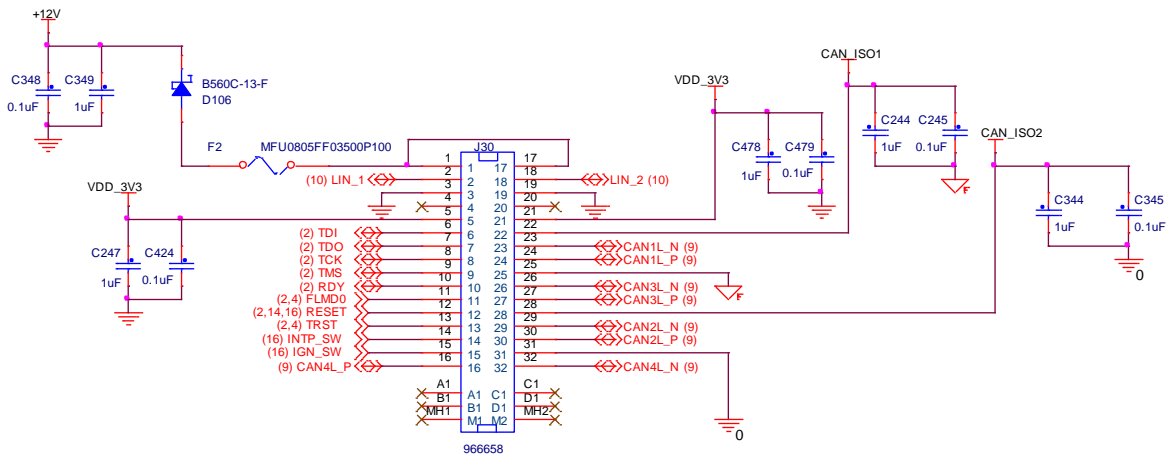 +12V
C348
C349
0.1uF
1uF
B560C-13-F
D106
F2
MFU0805FF03500P100
VDD_3V3
C247
C424
1uF
0.1uF
J30
1 1 17 17
(10) LIN_1 2 2 18 18 LIN_2 (10)
3 3 19 19
4 4 20 20
5 5 21 21
(2) TDI 6 6 22 22
(2) TDO 7 7 23 23 CAN1L_N (9)
(2) TCK 8 8 24 24 CAN1L_P (9)
(2) TMS 9 9 25 25
(2) RDY 10 10 26 26 CAN3L_N (9)
(2,4) FLMD0 11 11 27 27 CAN3L_P (9)
(2,14,16) RESET 12 12 28 28
(2,4) TRST 13 13 29 29 CAN2L_N (9)
(16) INTP_SW 14 14 30 30 CAN2L_P (9)
(16) IGN_SW 15 15 31 31
(9) CAN4L_P 16 16 32 32 CAN4L_N (9)
A1 A1 C1 C1
B1 B1 D1 D1
MH1 M1 M2 MH2
966658
VDD_3V3
C478
C479
1uF
0.1uF
CAN_ISO1
C244
C245
1uF
0.1uF
F
CAN_ISO2
C344
C345
1uF
0.1uF
0
F
0